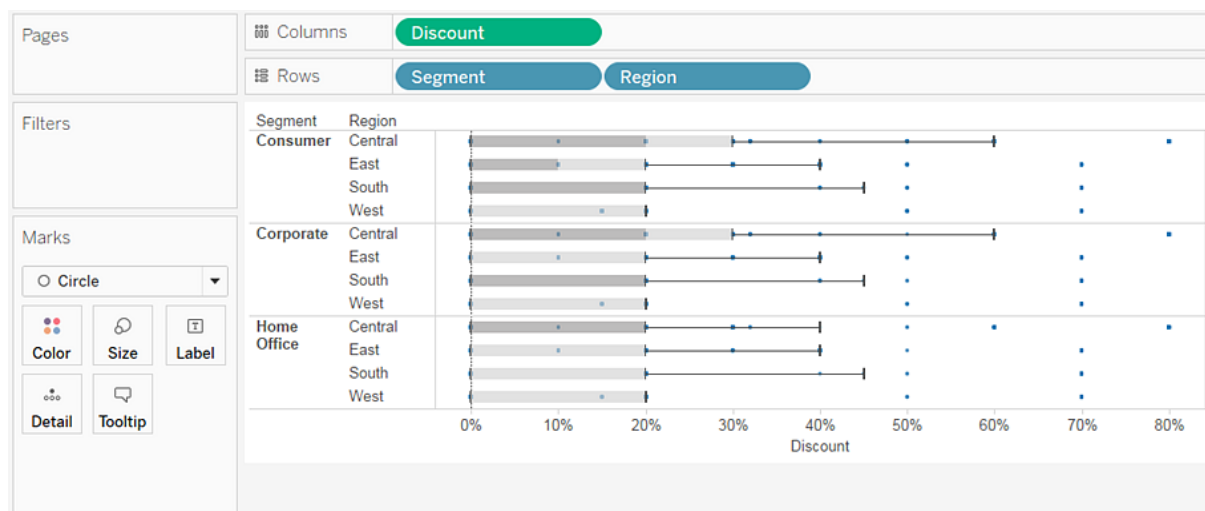 Pages
Columns Discount
Rows Segment Region
Filters
Marks
Circle
Color Size Label
Detail Tooltip
Segment Region
Consumer Central
East
South
West
Corporate Central
East
South
West
Home Office Central
East
South
West
0% 10% 20% 30% 40% 50% 60% 70% 80%
Discount